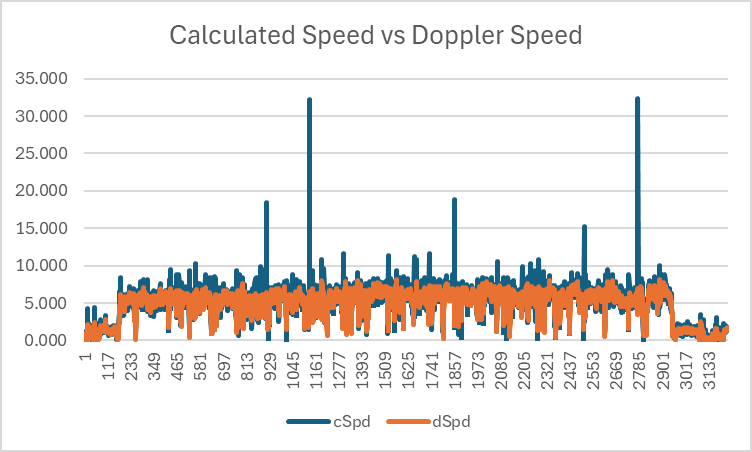 Calculated Speed vs Doppler Speed
35.000
30.000
25.000
20.000
15.000
10.000
5.000
0.000
1 117 233 349 465 581 697 813 929 1045 1161 1277 1393 1509 1625 1741 1857 1973 2089 2205 2321 2437 2553 2669 2785 2901 3017 3133
cSpd dSpd